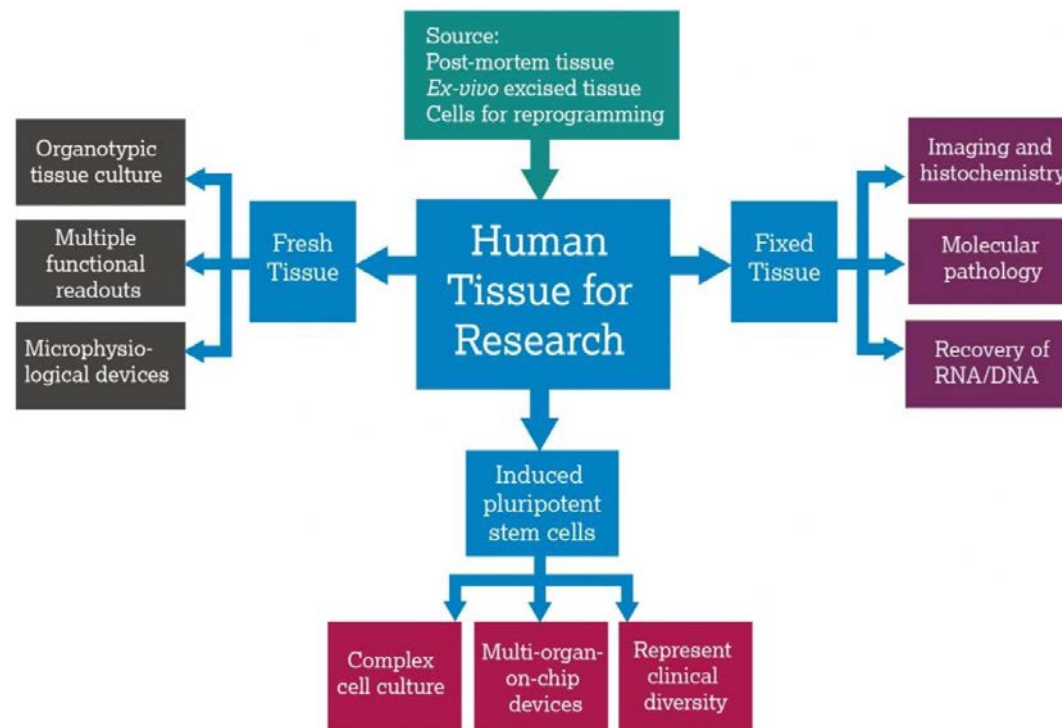 Source:
Post-mortem tissue
Ex-vivo excised tissue
Cells for reprogramming
Organotypic
tissue culture
Multiple
functional
readouts
Microphysio-
logical devices
Fresh
Tissue
Human
Tissue for
Research
Fixed
Tissue
Imaging and
histochemistry
Molecular
pathology
Recovery of
RNA/DNA
Induced
pluripotent
stem cells
Complex
cell culture
Multi-organ-
on-chip
devices
Represent
clinical
diversity